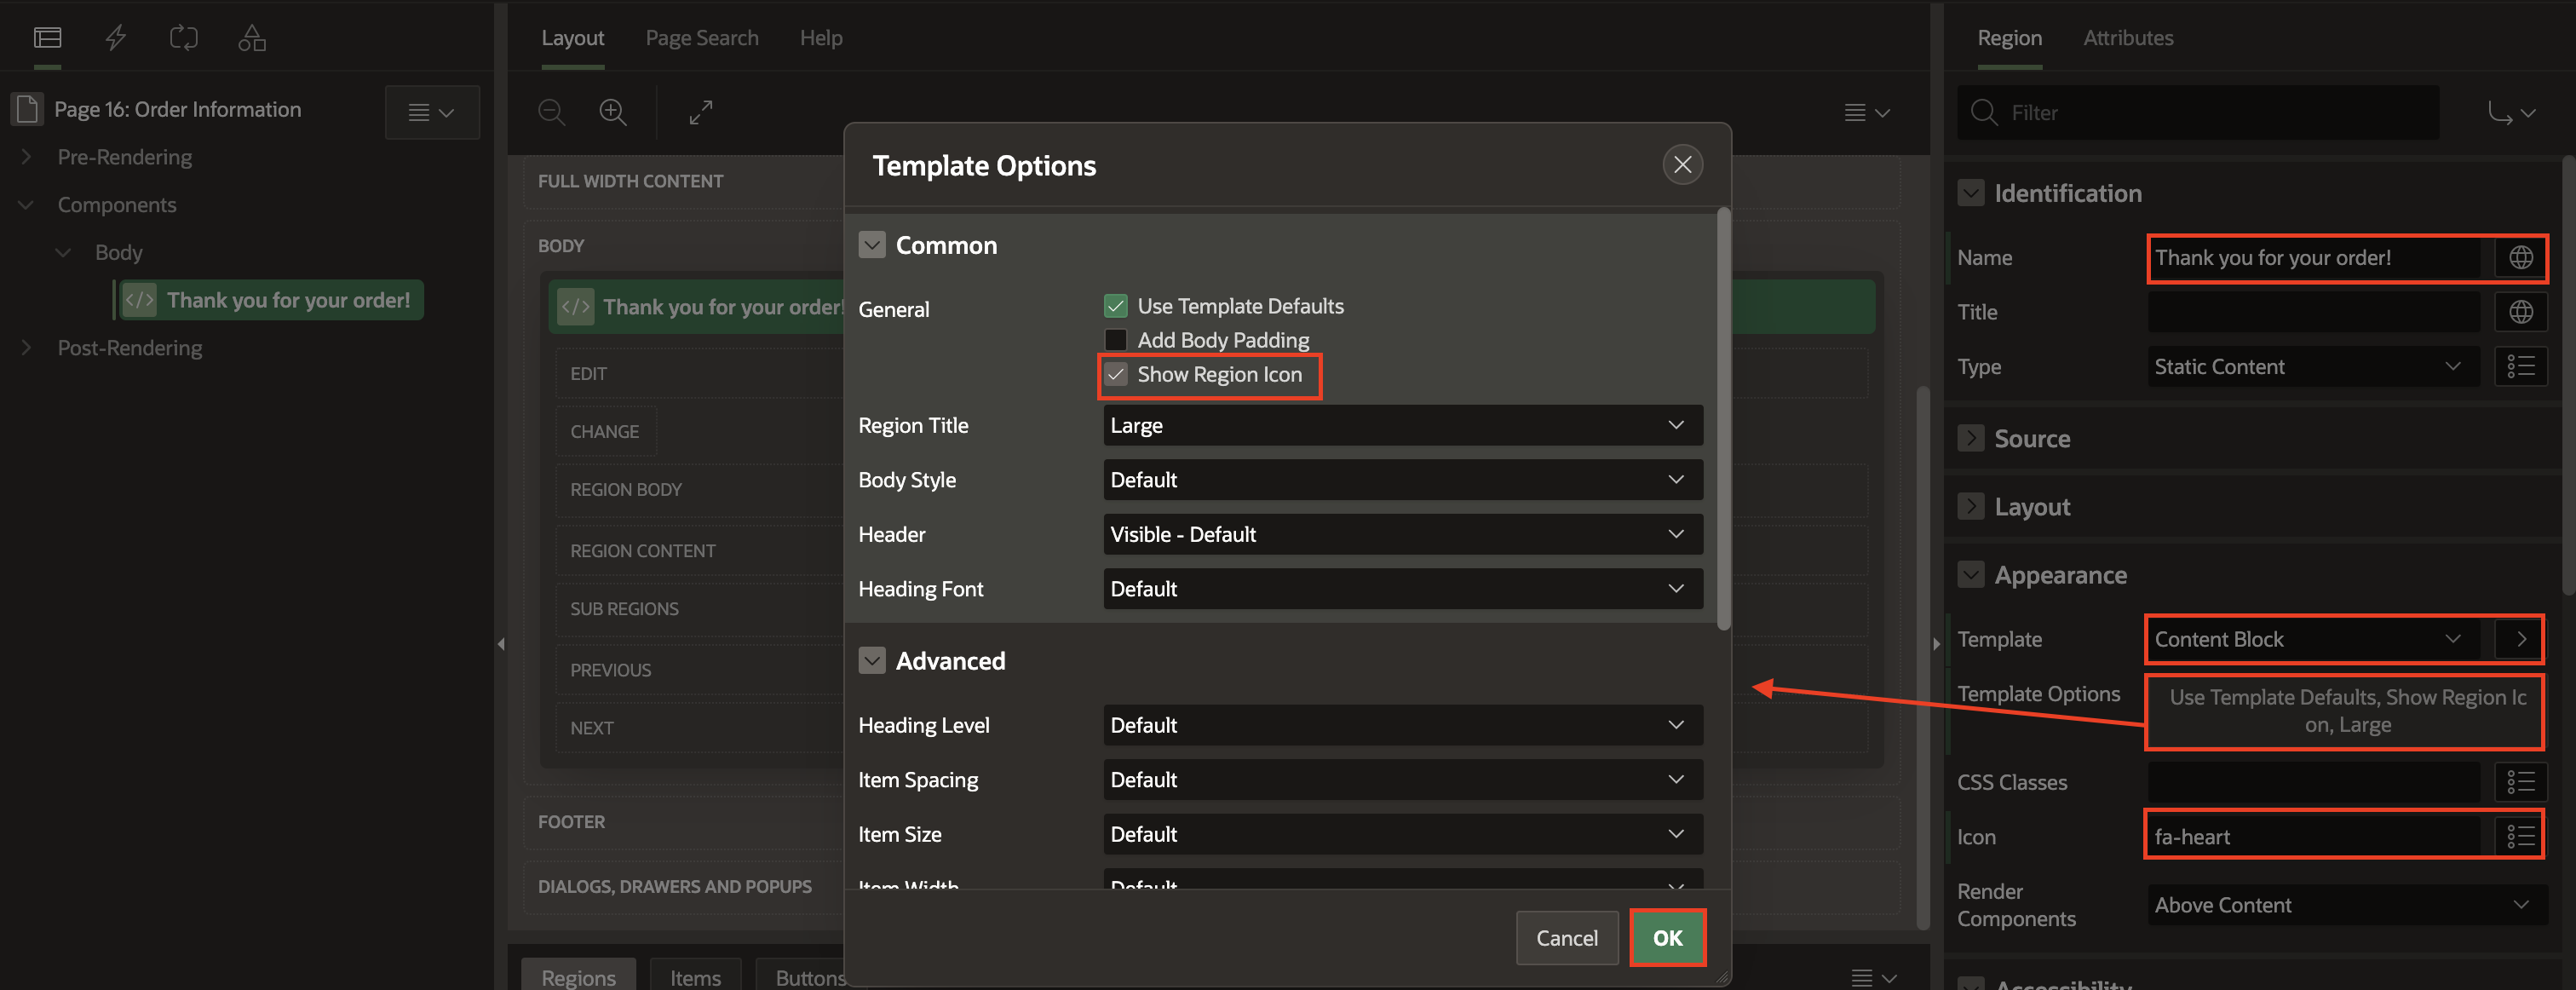 Page 16: Order Information
Pre-Rendering
Components
Body
Thank you for your order!
Post-Rendering
Layout
Page Search
Help
FULL WIDTH CONTENT
BODY
Thank you for your order!
EDIT
CHANGE
REGION BODY
REGION CONTENT
SUB REGIONS
PREVIOUS
NEXT
FOOTER
DIALOGS, DRAWERS AND POPUPS
Regions
Items
Buttons
Template Options
Common
General
Use Template Defaults
Add Body Padding
Show Region Icon
Region Title
Large
Body Style
Default
Header
Visible - Default
Heading Font
Default
Advanced
Heading Level
Default
Item Spacing
Default
Item Size
Default
Item Width
Default
Cancel
OK
Region
Attributes
Filter
Identification
Name
Thank you for your order!
Title
Type
Static Content
Source
Layout
Appearance
Template
Content Block
Template Options
Use Template Defaults, Show Region Ic
on, Large
CSS Classes
Icon
fa-heart
Render
Components
Above Content
Accessibility